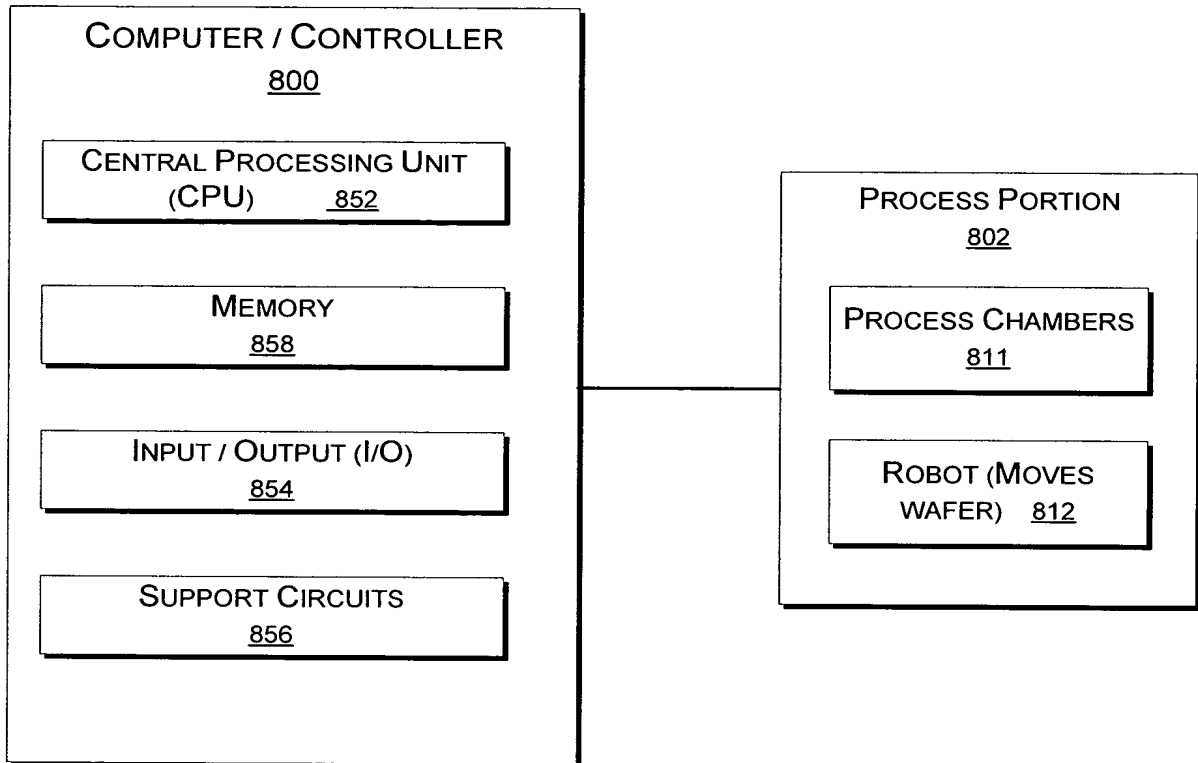 COMPUTER / CONTROLLER
800
CENTRAL PROCESSING UNIT
(CPU) 852
MEMORY
858
INPUT / OUTPUT (I/O)
854
SUPPORT CIRCUITS
856
PROCESS PORTION
802
PROCESS CHAMBERS
811
ROBOT (MOVES
WAFER) 812